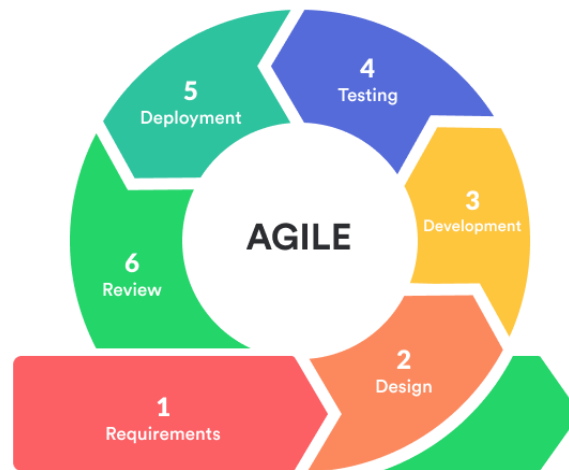 4
Testing
5
Deployment
3
Development
AGILE
6
Review
2
Design
1
Requirements